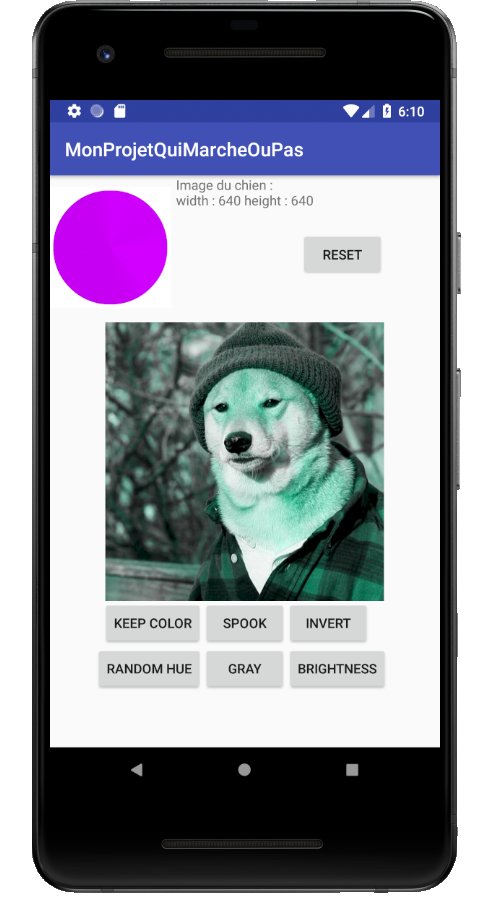 6:10
MonProjetQuiMarcheOuPas
Image du chien :
width : 640 height : 640
RESET
KEEP COLOR SPOOK INVERT
RANDOM HUE GRAY BRIGHTNESS